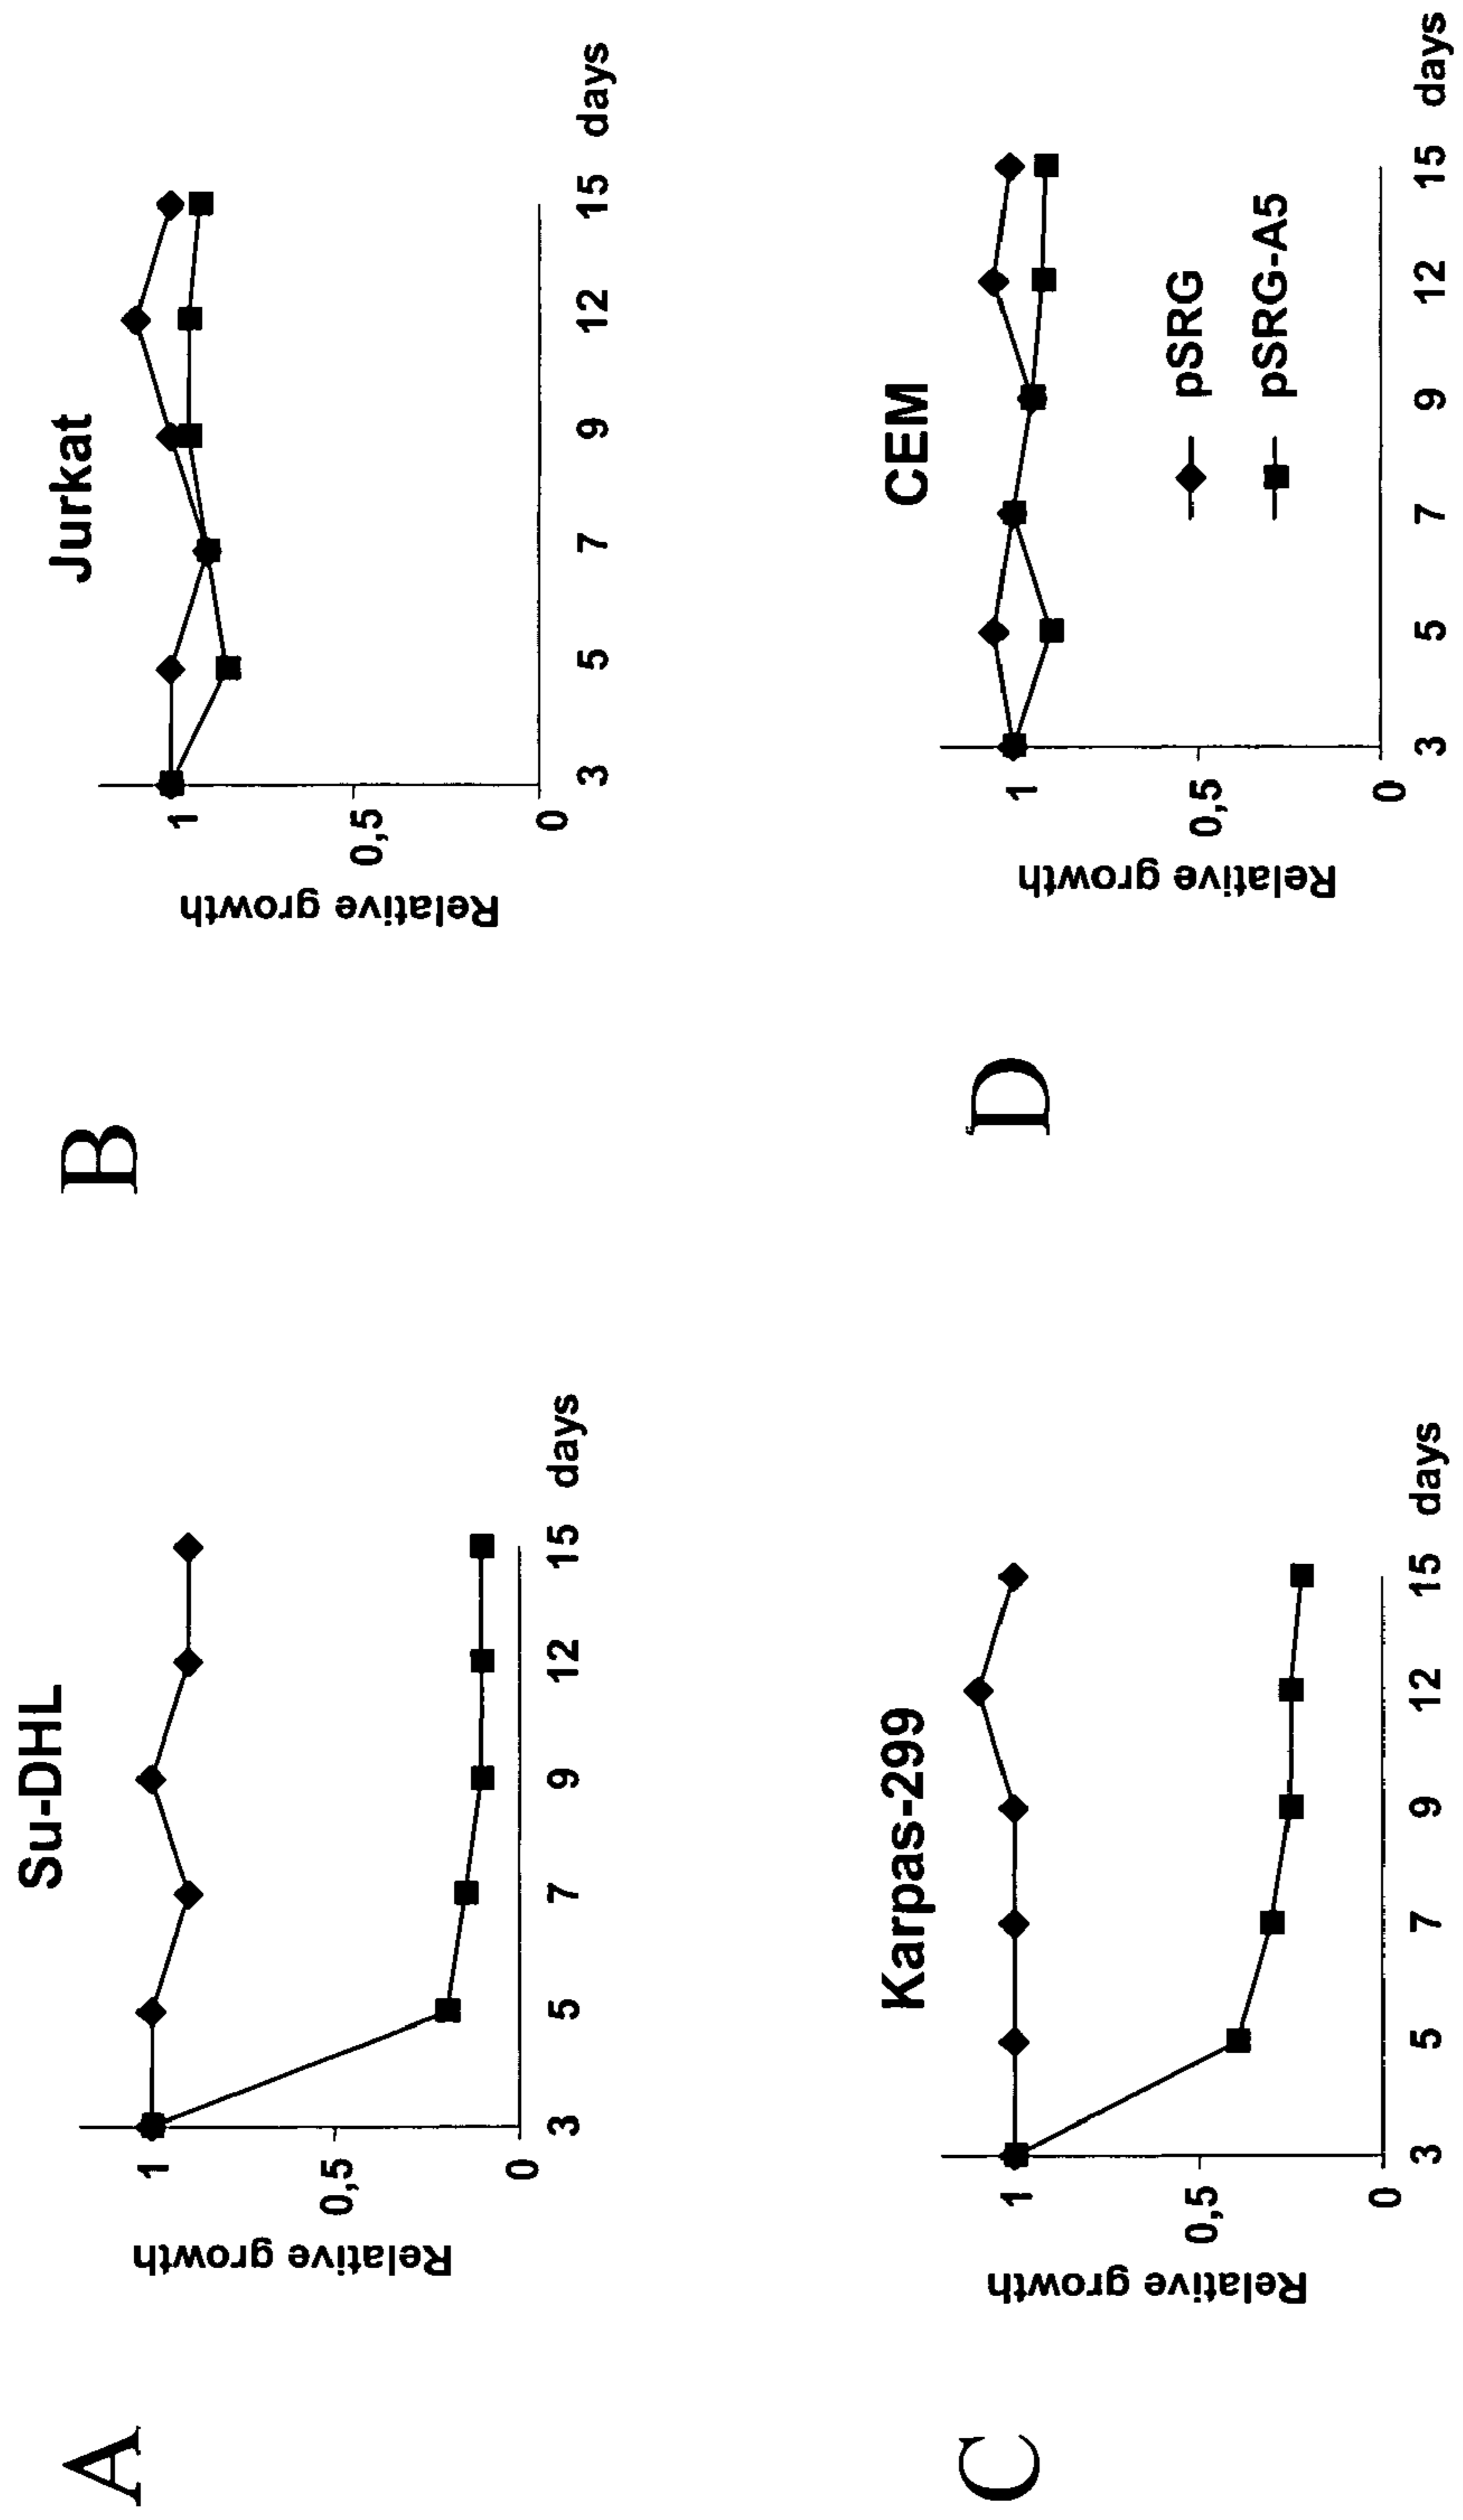 A
Su-DHL
Relative growth
1
0,5
0
3 5 7 9 12 15 days
B
Jurkat
Relative growth
1
0,5
0
3 5 7 9 12 15 days
C
Karpas-299
Relative growth
1
0,5
0
3 5 7 9 12 15 days
D
CEM
Relative growth
1
0,5
0
pSRG
pSRG-A5
3 5 7 9 12 15 days